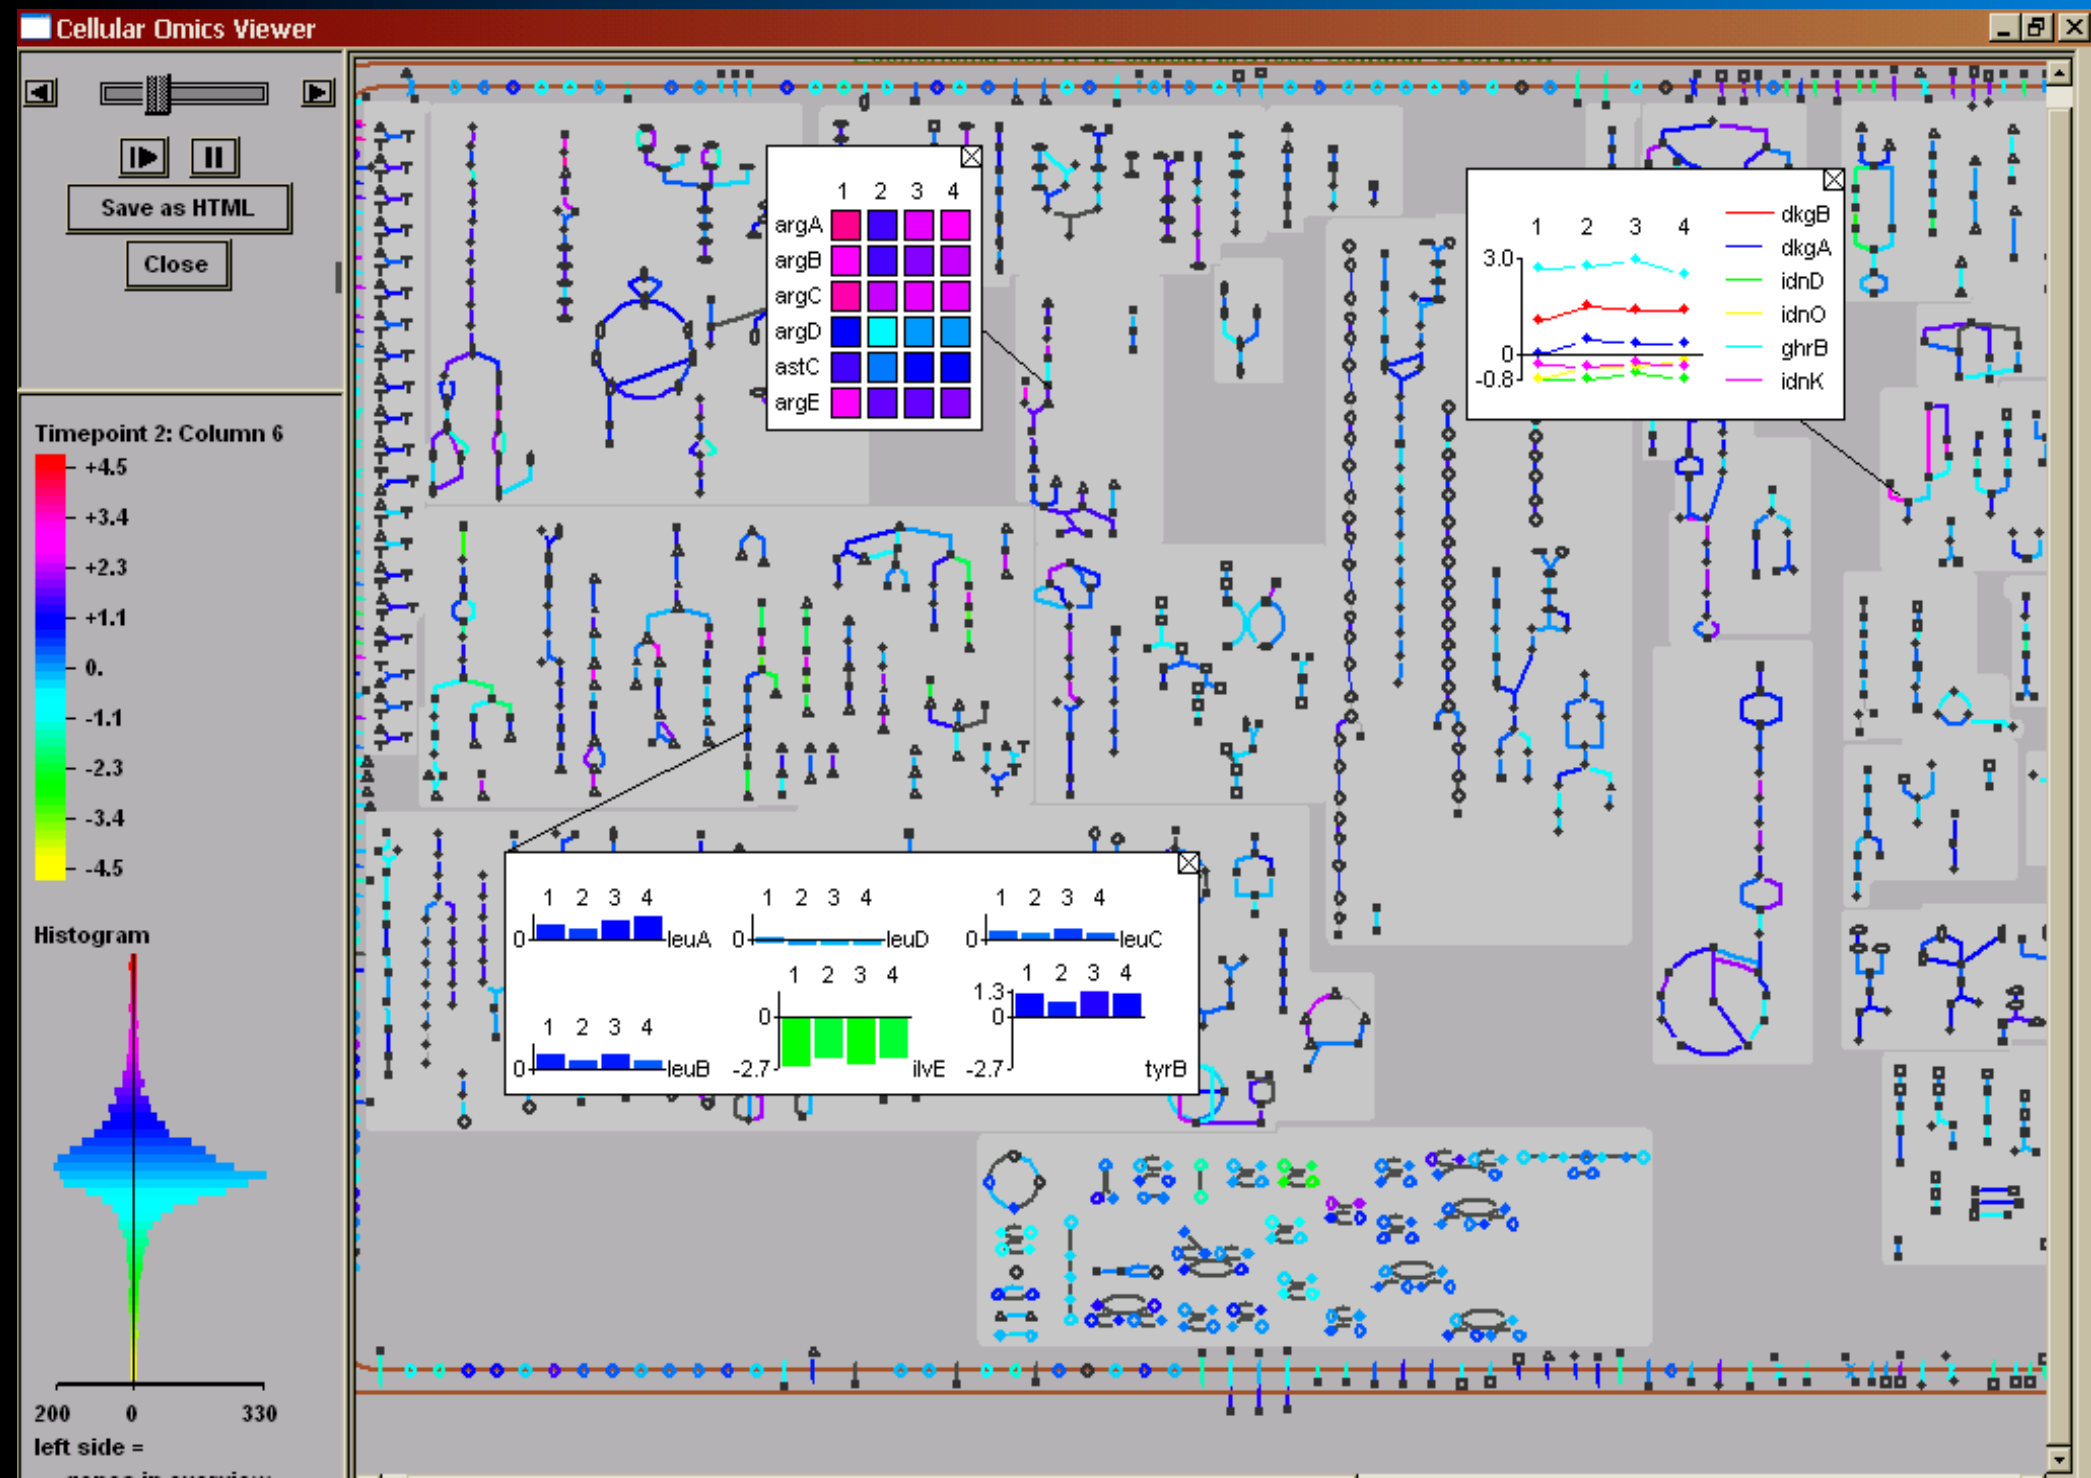 Cellular Omics Viewer
Save as HTML
Close
Timepoint 2: Column 6
+4.5
+3.4
+2.3
+1.1
0.
-1.1
-2.3
-3.4
-4.5
Histogram
200 0 330
left side =
1 2 3 4
argA
argB
argC
argD
astC
argE
1 2 3 4
3.0
0
-0.8
dkgB
dkgA
idnD
idnO
ghrB
idnK
1 2 3 4
0 leuA
1 2 3 4
0 leuD
1 2 3 4
0 leuC
1 2 3 4
0 leuB
1 2 3 4
0
-2.7 ilvE
1 2 3 4
1.3
0
-2.7 tyrB